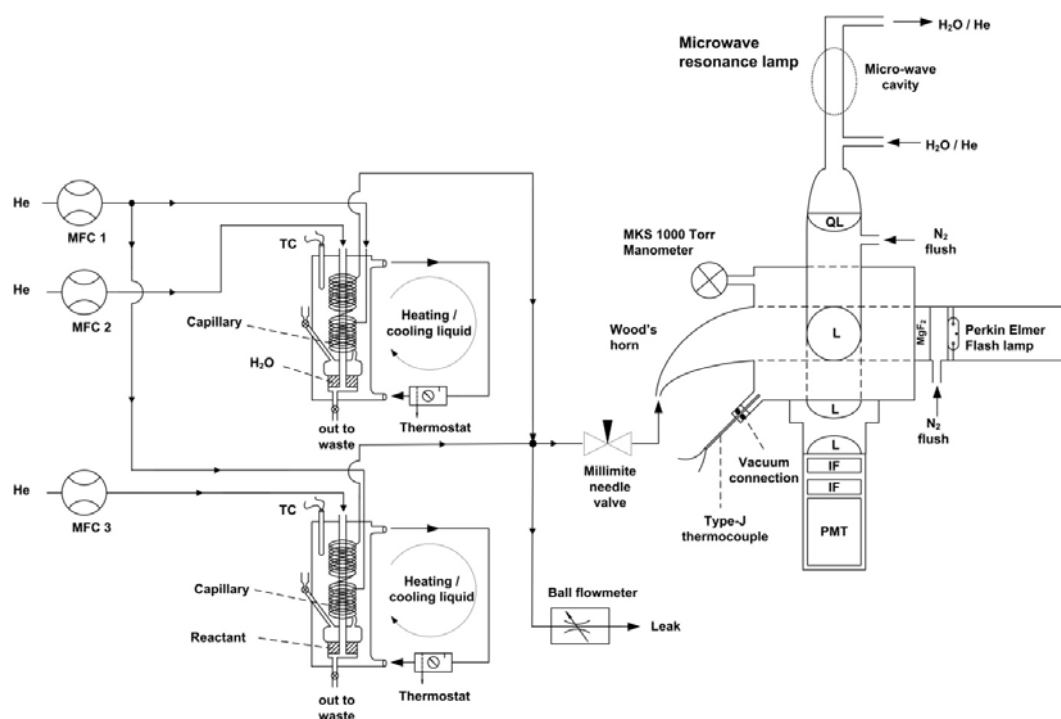 H₂O / He
Microwave
resonance lamp
Micro-wave
cavity
H₂O / He
He
MFC 1
TC
QL
N₂
flush
MKS 1000 Torr
Manometer
He
MFC 2
Capillary
Heating /
cooling liquid
Wood's
horn
L
MgF₂
Perkin Elmer
Flash lamp
H₂O
out to
waste
Thermostat
L
N₂
flush
L
IF
IF
PMT
Vacuum
connection
Millimite
needle
valve
Type-J
thermocouple
He
MFC 3
TC
Capillary
Heating /
cooling liquid
Ball flowmeter
Leak
Reactant
Thermostat
out to
waste